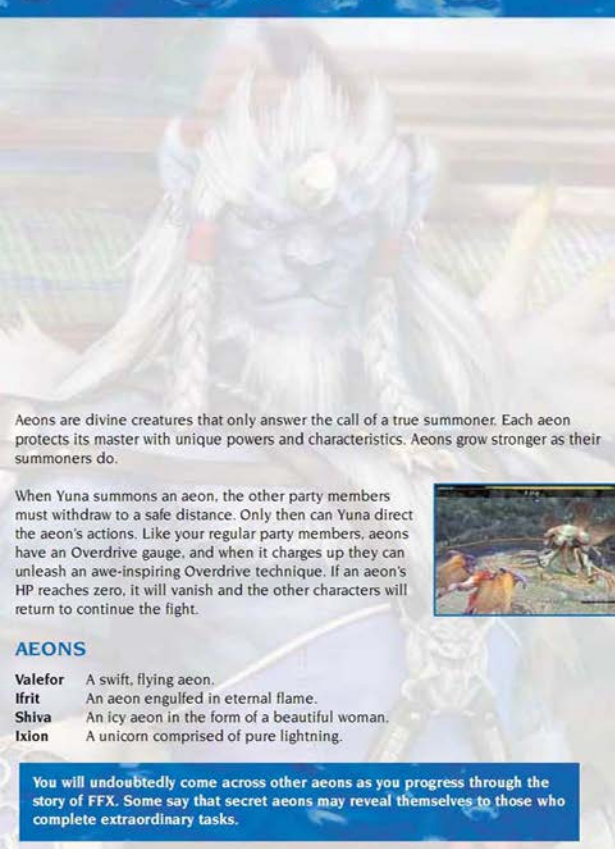 Aeons are divine creatures that only answer the call of a true summoner. Each aeon
protects its master with unique powers and characteristics. Aeons grow stronger as their
summoners do.
When Yuna summons an aeon, the other party members
must withdraw to a safe distance. Only then can Yuna direct
the aeon's actions. Like your regular party members, aeons
have an Overdrive gauge, and when it charges up they can
unleash an awe-inspiring Overdrive technique. If an aeon's
HP reaches zero, it will vanish and the other characters will
return to continue the fight.
AEONS
Valefor A swift, flying aeon.
Ifrit An aeon engulfed in eternal flame.
Shiva An icy aeon in the form of a beautiful woman.
Ixion A unicorn comprised of pure lightning.
You will undoubtedly come across other aeons as you progress through the
story of FFX. Some say that secret aeons may reveal themselves to those who
complete extraordinary tasks.